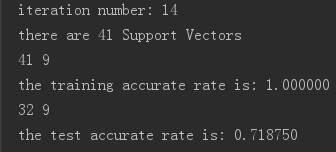 iteration number: 14
there are 41 Support Vectors
41 9
the training accurate rate is: 1.000000
32 9
the test accurate rate is: 0.718750